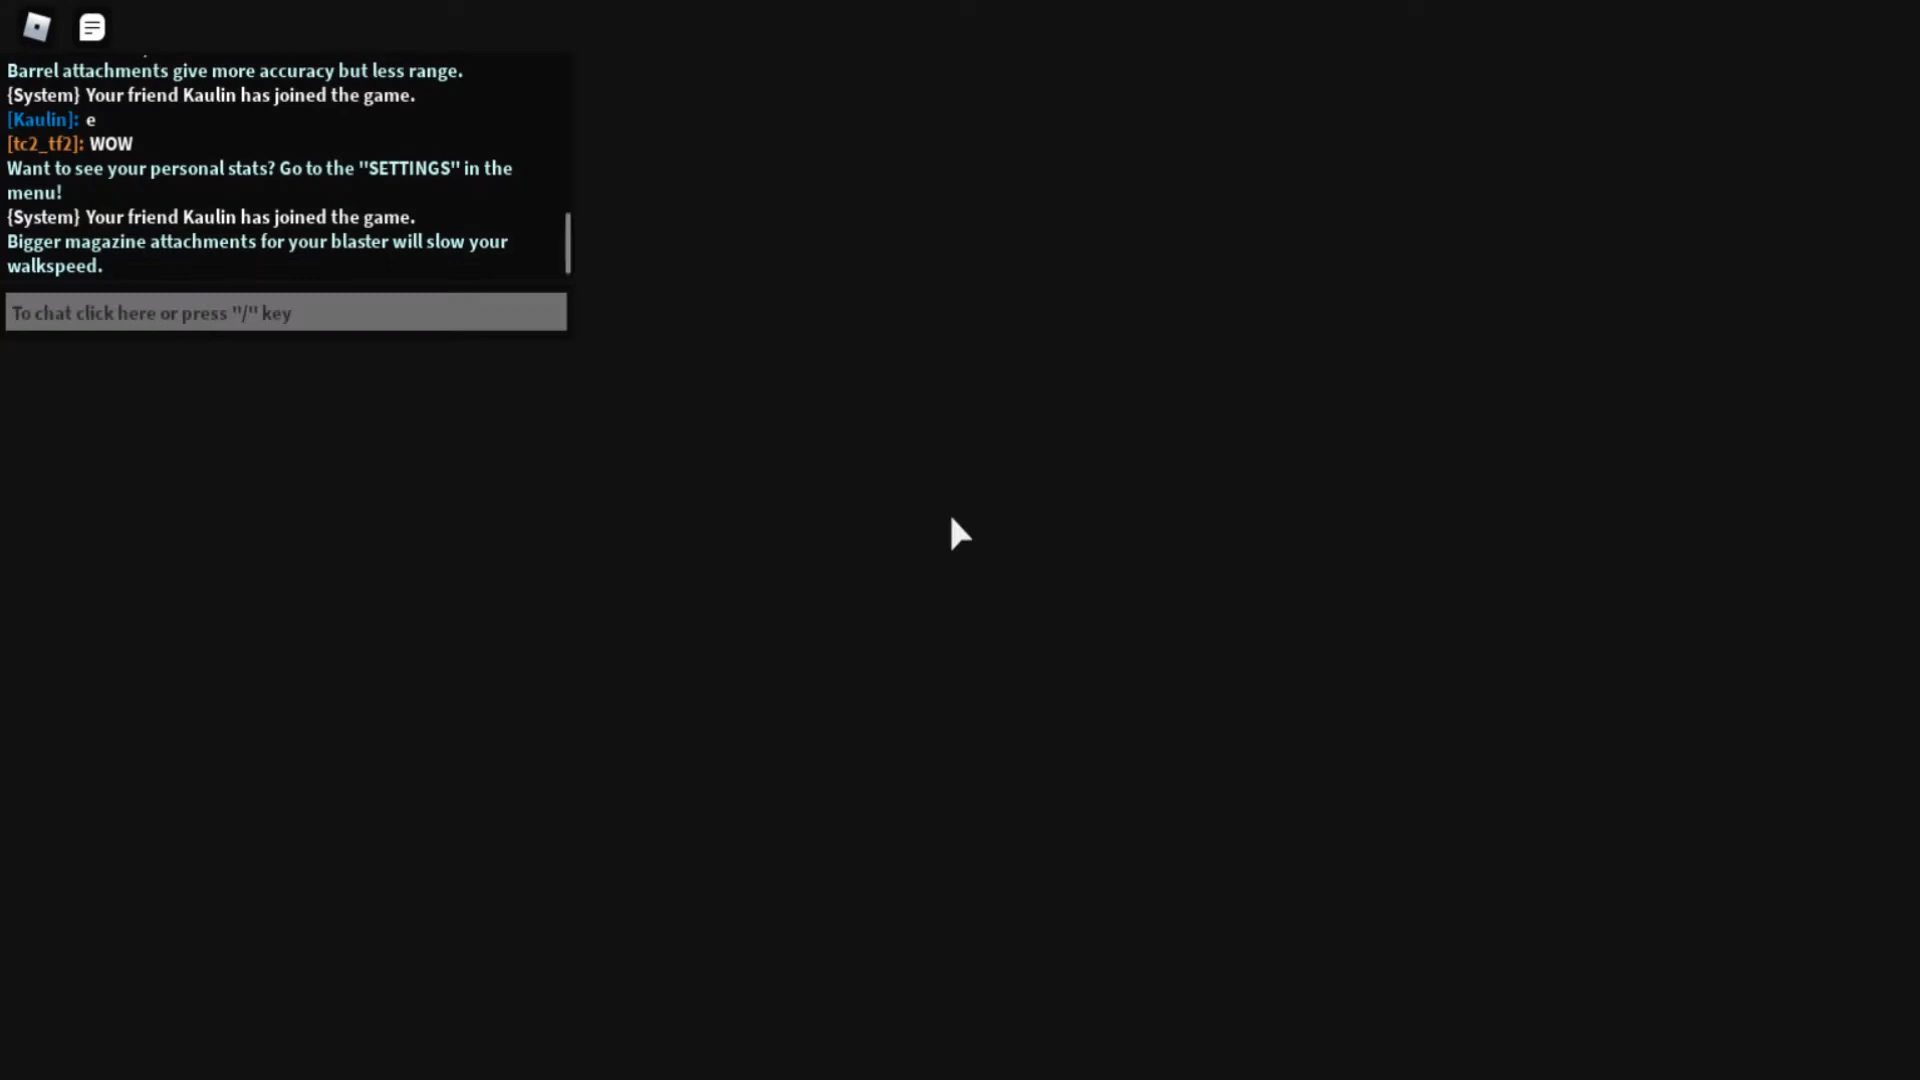 Barrel attachments give more accuracy but less range.
{System} Your friend Kaulin has joined the game.
[Kaulin]: e
[tc2_tf2]: WOW
Want to see your personal stats? Go to the "SETTINGS" in the
menu!
{System} Your friend Kaulin has joined the game.
Bigger magazine attachments for your blaster will slow your
walkspeed.
To chat click here or press "/" key